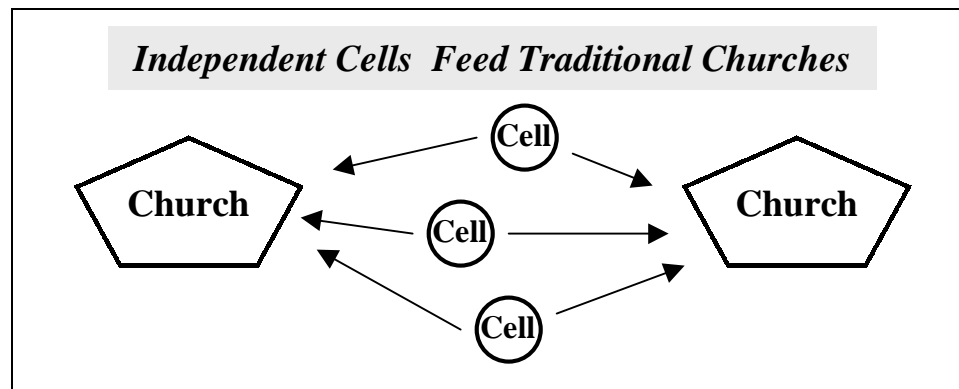 Independent Cells Feed Traditional Churches
Cell
Church
Church
Cell
Cell